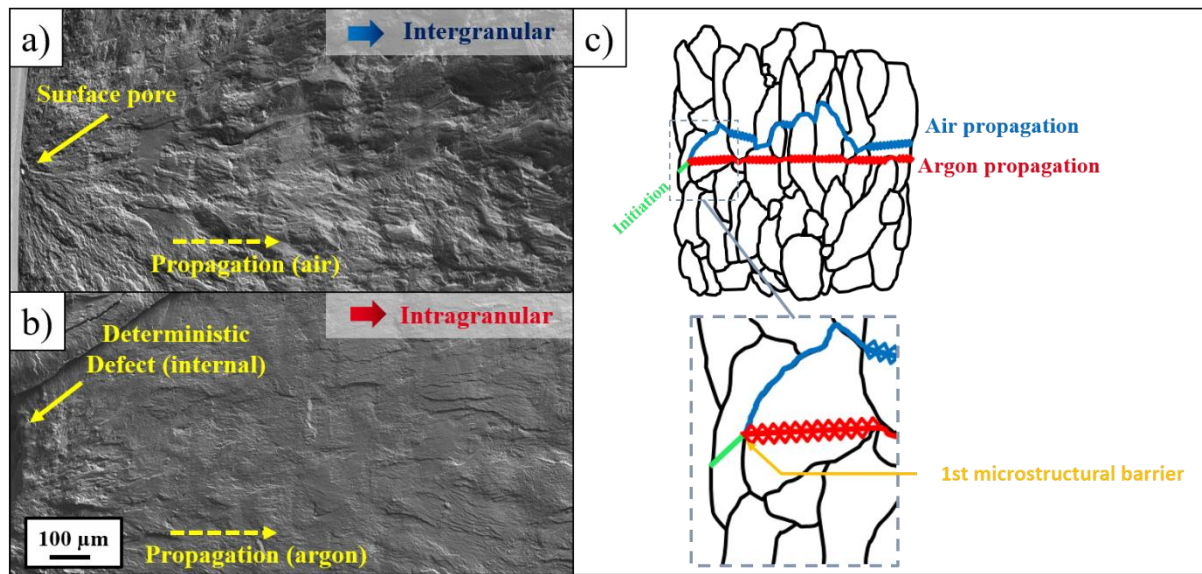 a)
Intergranular
Surface pore
Propagation (air)
b)
Intragranular
Deterministic
Defect (internal)
100 µm
Propagation (argon)
c)
Air propagation
Argon propagation
Initiation
1st microstructural barrier